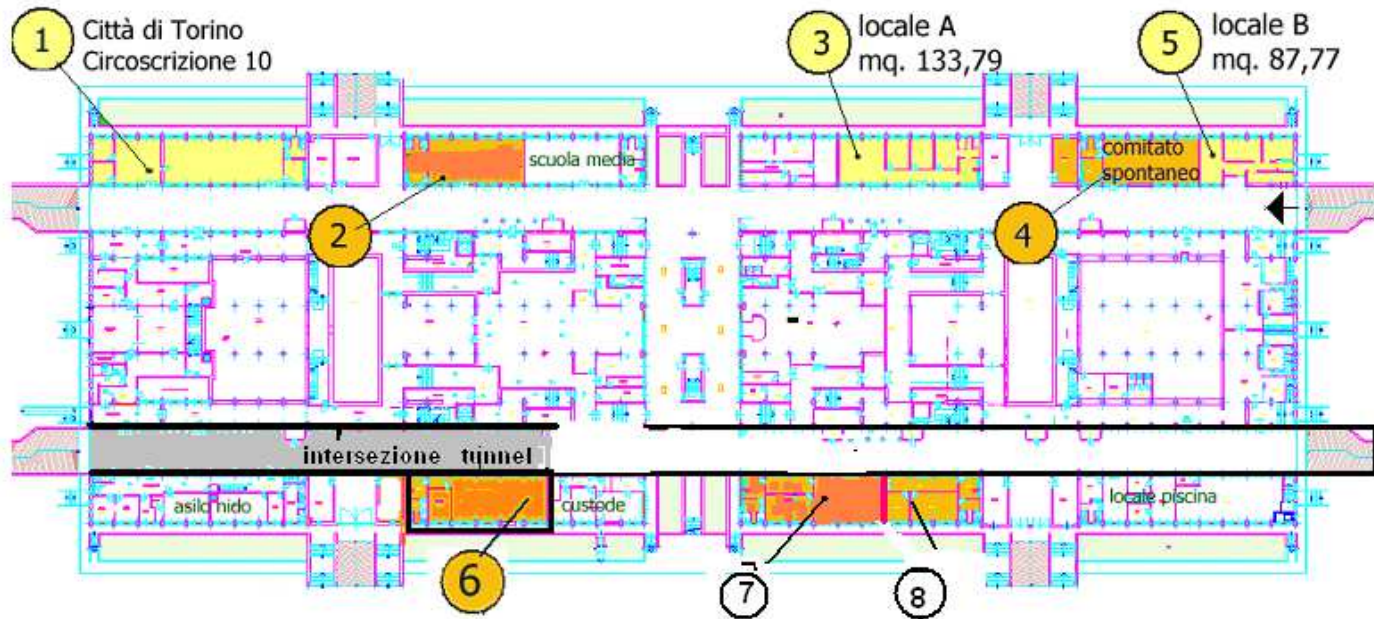 1
Città di Torino
Circoscrizione 10
3
locale A
mq. 133,79
5
locale B
mq. 87,77
scuola media
comitato
spontaneo
2
4
intersezione tunnel
asilo nido
custode
locale piscina
6
7
8